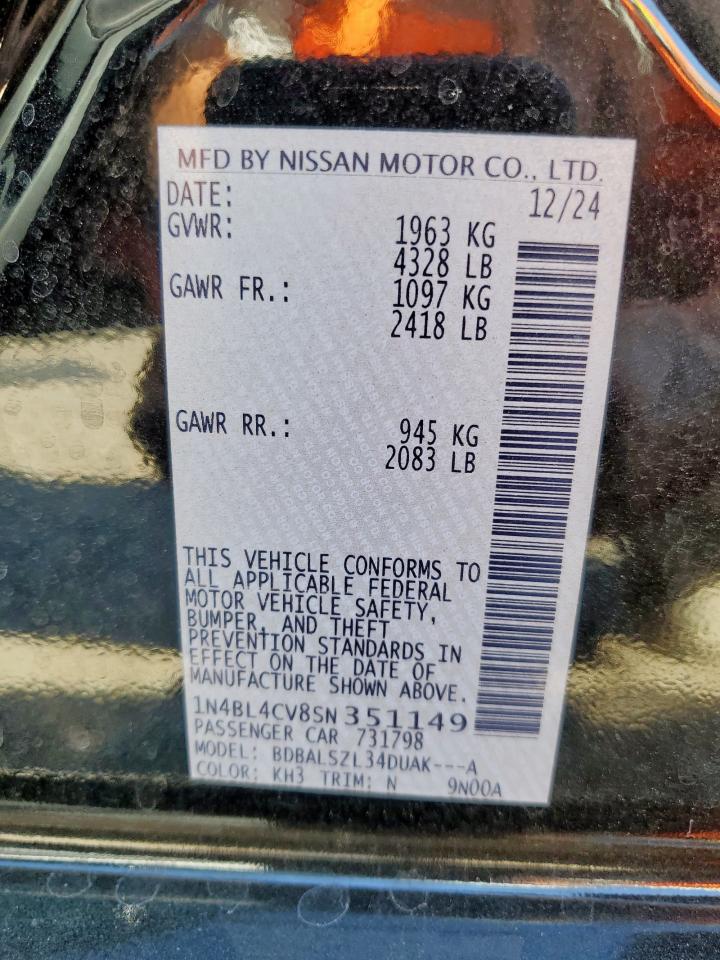 MFD BY NISSAN MOTOR CO., LTD.
DATE: 12/24
GVWR: 1963 KG
4328 LB
GAWR FR.: 1097 KG
2418 LB
GAWR RR.: 945 KG
2083 LB
THIS VEHICLE CONFORMS TO
ALL APPLICABLE FEDERAL
MOTOR VEHICLE SAFETY,
BUMPER, AND THEFT
PREVENTION STANDARDS IN
EFFECT ON THE DATE OF
MANUFACTURE SHOWN ABOVE.
1N4BL4CV8SN351149
PASSENGER CAR 731798
MODEL: BDBALSZL34DUAK---A
COLOR: KH3 TRIM: N 9N00A